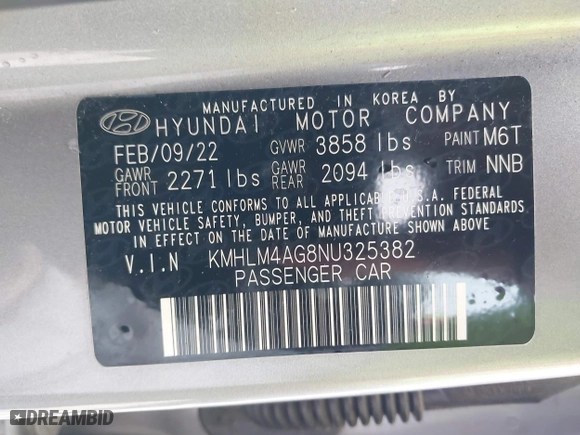 MANUFACTURED IN KOREA BY
HYUNDAI MOTOR COMPANY
FEB/09/22 GVWR 3858 lbs PAINT M6T
GAWR FRONT 2271 lbs GAWR REAR 2094 lbs TRIM NNB
THIS VEHICLE CONFORMS TO ALL APPLICABLE U.S.A. FEDERAL
MOTOR VEHICLE SAFETY, BUMPER, AND THEFT PREVENTION STANDARDS
IN EFFECT ON THE DATE OF MANUFACTURE SHOWN ABOVE.
V.I.N KMHLM4AG8NU325382
PASSENGER CAR
DREAMBID